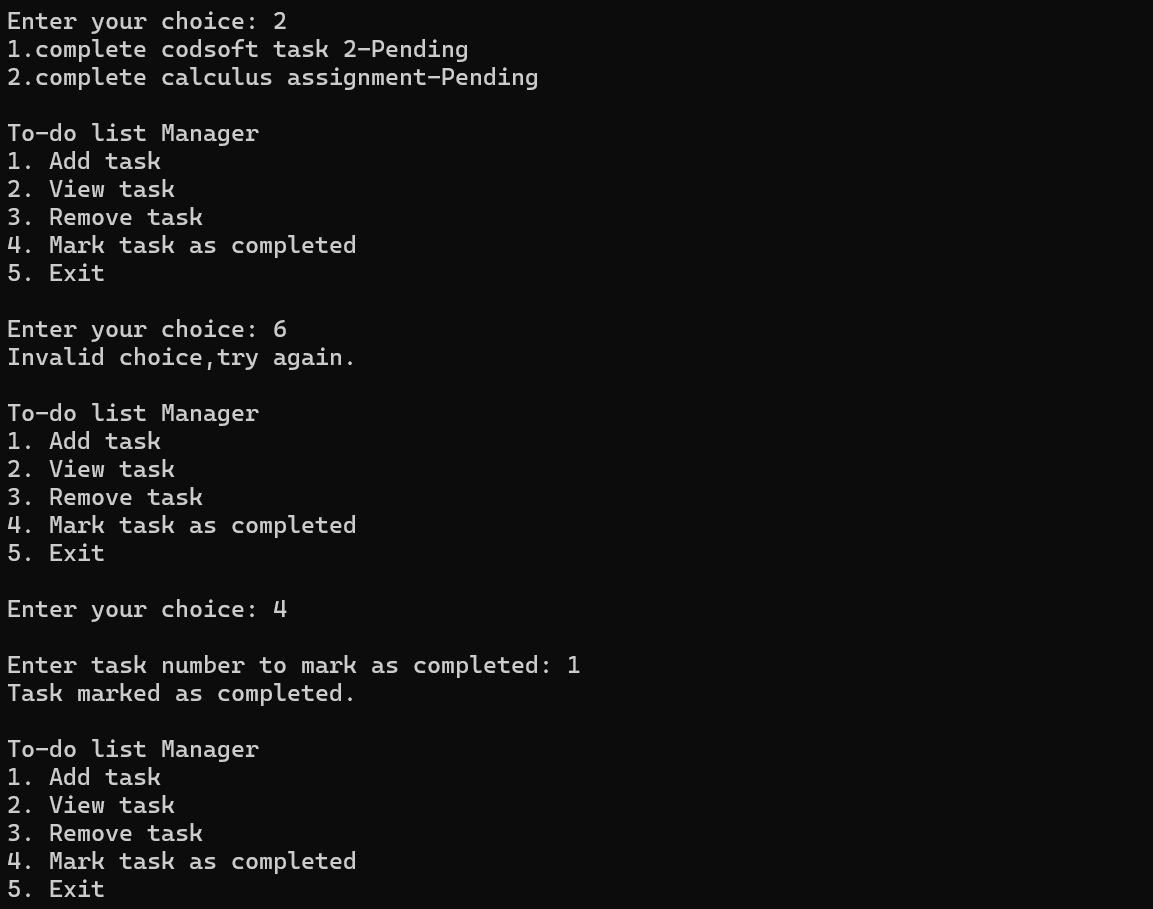 Enter your choice: 2
1.complete codsoft task 2-Pending
2.complete calculus assignment-Pending
To-do list Manager
1. Add task
2. View task
3. Remove task
4. Mark task as completed
5. Exit
Enter your choice: 6
Invalid choice,try again.
To-do list Manager
1. Add task
2. View task
3. Remove task
4. Mark task as completed
5. Exit
Enter your choice: 4
Enter task number to mark as completed: 1
Task marked as completed.
To-do list Manager
1. Add task
2. View task
3. Remove task
4. Mark task as completed
5. Exit